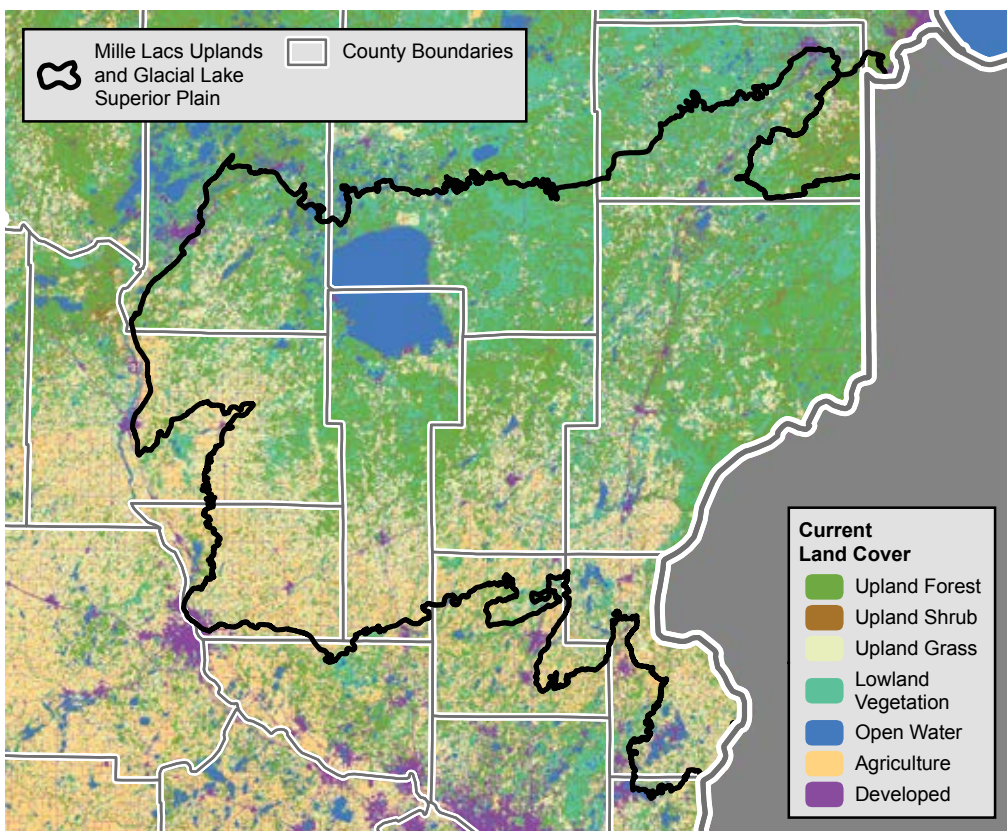 Mille Lacs Uplands
and Glacial Lake
Superior Plain
County Boundaries
Current
Land Cover
Upland Forest
Upland Shrub
Upland Grass
Lowland
Vegetation
Open Water
Agriculture
Developed